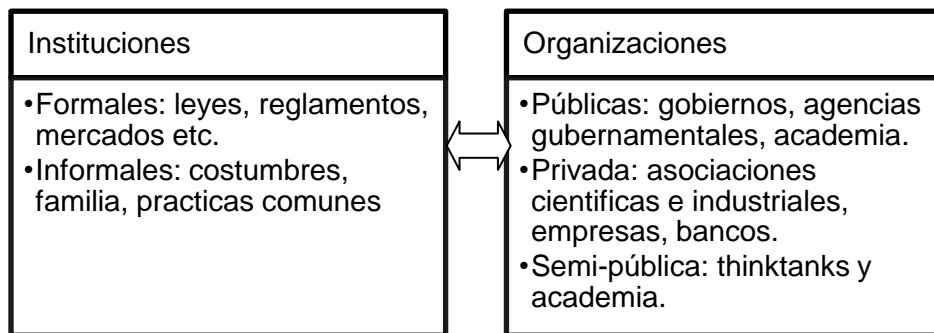 Instituciones
•Formales: leyes, reglamentos,
mercados etc.
•Informales: costumbres,
familia, practicas comunes
Organizaciones
•Públicas: gobiernos, agencias
gubernamentales, academia.
•Privada: asociaciones
cientificas e industriales,
empresas, bancos.
•Semi-pública: thinktanks y
academia.